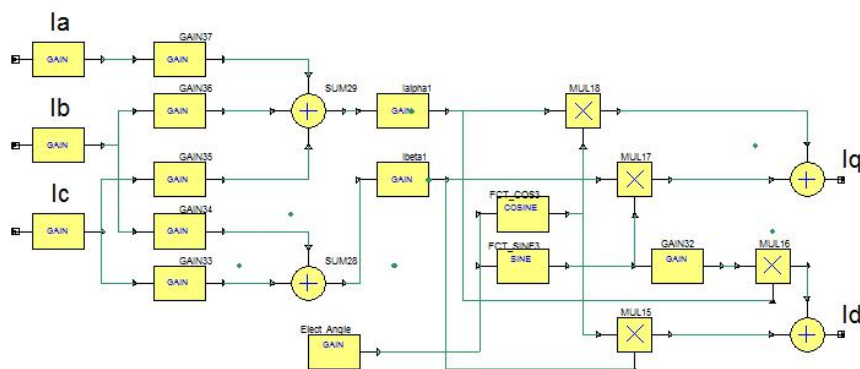 Ia
GAIN
GAIN37
GAIN
Ib
GAIN
GAIN36
GAIN
SUM29
Ialpha1
GAIN
MUL18
Iq
GAIN35
GAIN
Ibeta1
GAIN
MUL17
Ic
GAIN
GAIN34
GAIN
FCT_COS3
COSINE
FCT_SINE3
SINE
GAIN32
GAIN
MUL16
GAIN33
GAIN
SUM28
Elect_Angle
GAIN
MUL15
Id